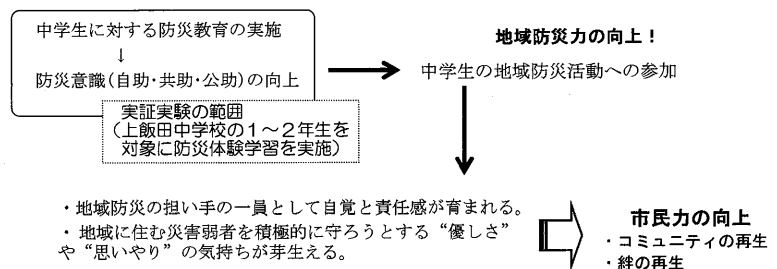 中学生に対する防災教育の実施
↓
防災意識(自助・共助・公助)の向上
実証実験の範囲
(上飯田中学校の1~2年生を
対象に防災体験学習を実施)
地域防災力の向上!
中学生の地域防災活動への参加
・地域防災の担い手の一員として自覚と責任感が育まれる。
・地域に住む災害弱者を積極的に守ろうとする“優しさ”
や“思いやり”の気持ちが芽生える。
市民力の向上
・コミュニティの再生
・絆の再生